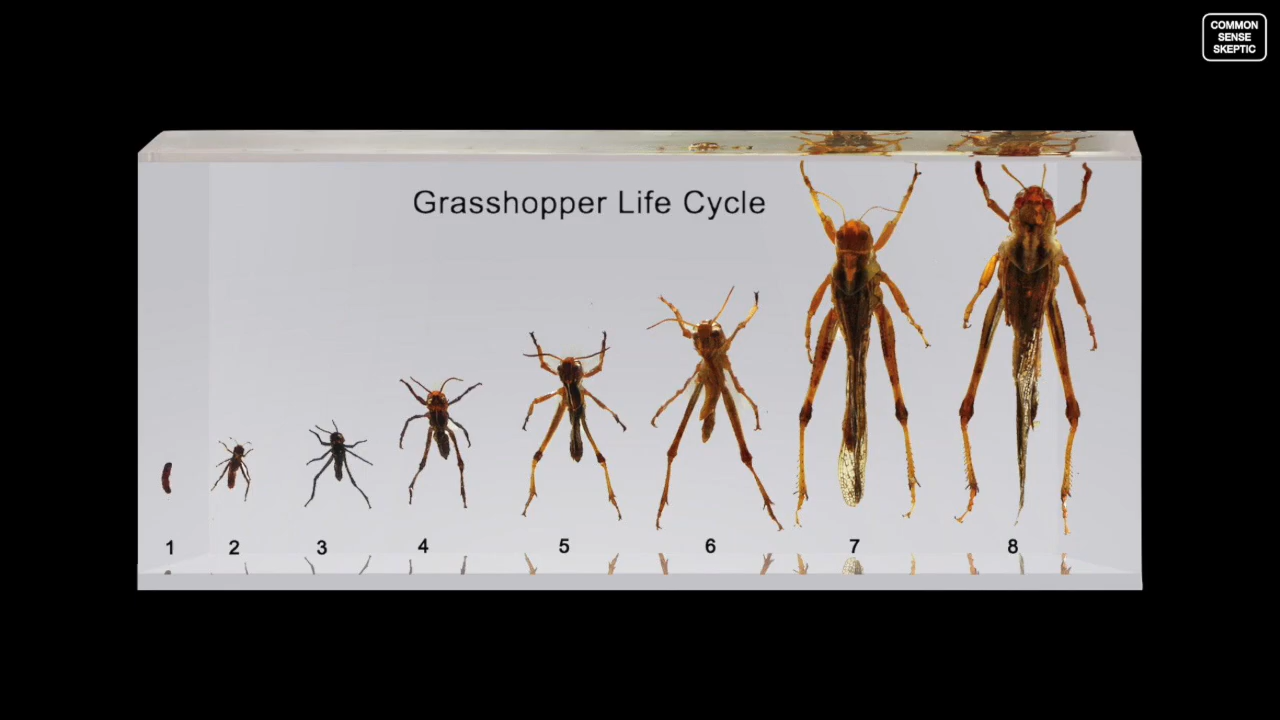 COMMON
SENSE
SKEPTIC
Grasshopper Life Cycle
1 2 3 4 5 6 7 8